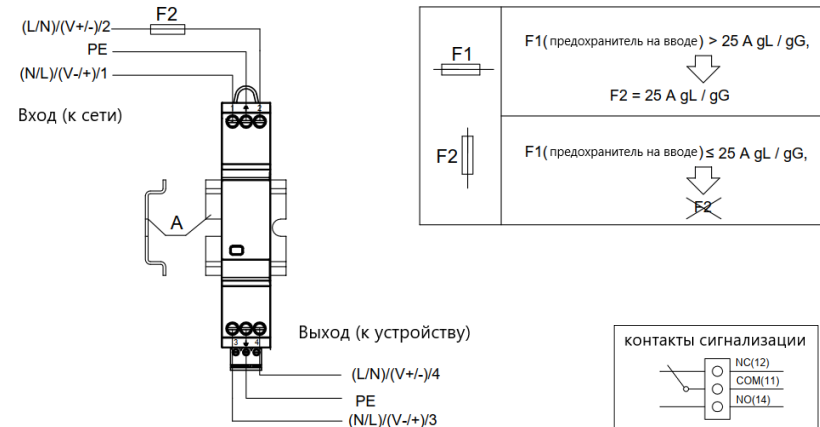 F2
(L/N)/(V+/-)/2
PE
(N/L)/(V-/+)/1
Вход (к сети)
1 2
A
3 4
Выход (к устройству)
(L/N)/(V+/-)/4
PE
(N/L)/(V-/+)/3
F1
F1(предохранитель на вводе) > 25 A gL / gG,
F2 = 25 A gL / gG
F2
F1(предохранитель на вводе) ≤ 25 A gL / gG,
F2
контакты сигнализации
NC(12)
COM(11)
NO(14)